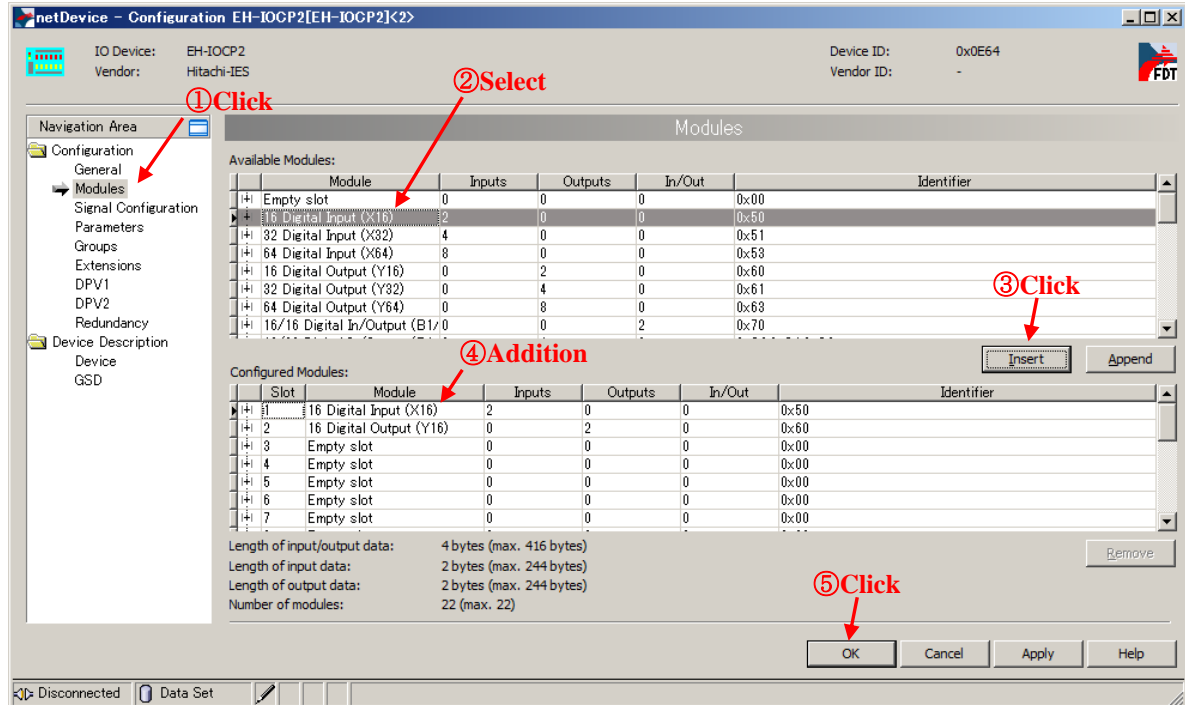 netDevice - Configuration EH-IOCP2[EH-IOCP2]<2>
IO Device: EH-IOCP2 Device ID: 0x0E64
Vendor: Hitachi-IES Vendor ID: -
FDT
①Click
②Select
Navigation Area
Configuration
General
Modules
Signal Configuration
Parameters
Groups
Extensions
DPV1
DPV2
Redundancy
Device Description
Device
GSD
Modules
Available Modules:
Module Inputs Outputs In/Out Identifier
Empty slot 0 0 0 0x00
16 Digital Input (X16) 2 0 0 0x50
32 Digital Input (X32) 4 0 0 0x51
64 Digital Input (X64) 8 0 0 0x53
16 Digital Output (Y16) 0 2 0 0x60
32 Digital Output (Y32) 0 4 0 0x61
64 Digital Output (Y64) 0 8 0 0x63
16/16 Digital In/Output (B1/ 0 0 2 0x70
③Click
Insert Append
④Addition
Configured Modules:
Slot Module Inputs Outputs In/Out Identifier
1 16 Digital Input (X16) 2 0 0 0x50
2 16 Digital Output (Y16) 0 2 0 0x60
3 Empty slot 0 0 0 0x00
4 Empty slot 0 0 0 0x00
5 Empty slot 0 0 0 0x00
6 Empty slot 0 0 0 0x00
7 Empty slot 0 0 0 0x00
Length of input/output data: 4 bytes (max. 416 bytes)
Remove
Length of input data: 2 bytes (max. 244 bytes)
Length of output data: 2 bytes (max. 244 bytes)
Number of modules: 22 (max. 22)
⑤Click
OK Cancel Apply Help
Disconnected Data Set